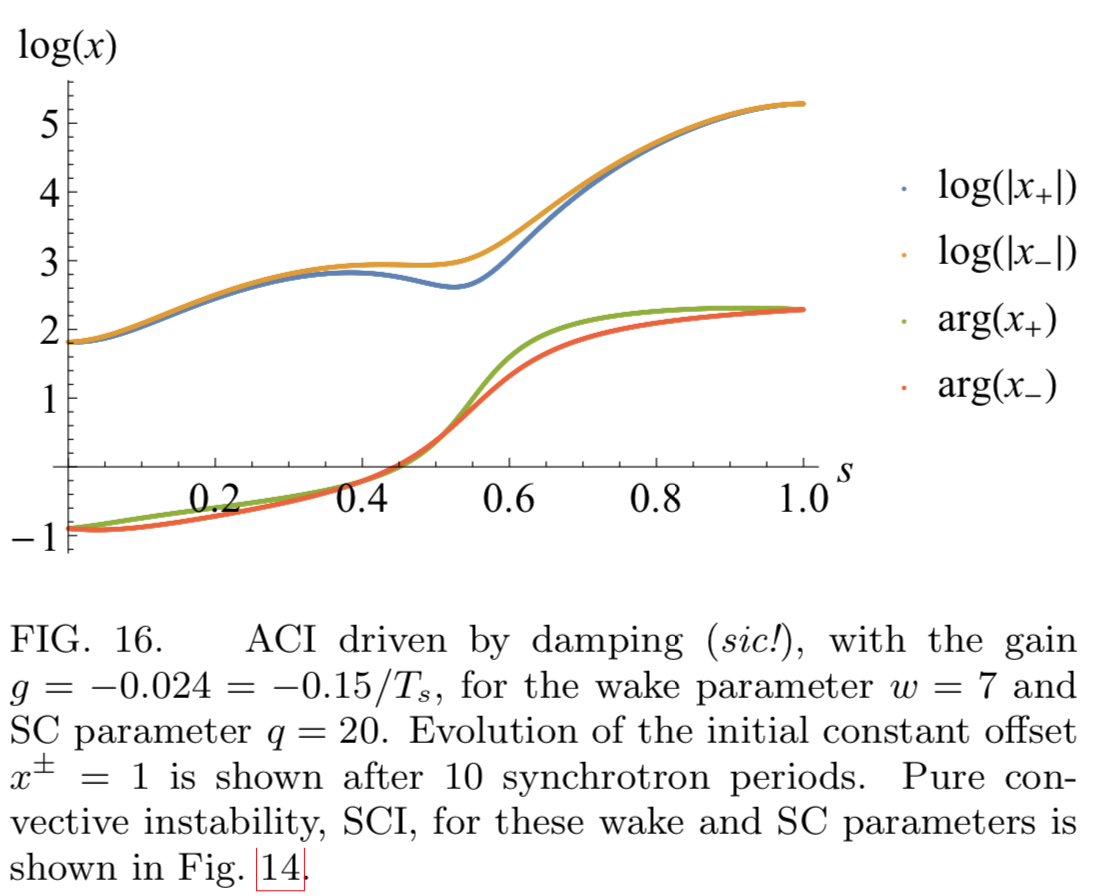 log(x)
5
4
3
2
1
−1
0.2
0.4
0.6
0.8
1.0
s
log(|x₊|)
log(|x₋|)
arg(x₊)
arg(x₋)
FIG. 16. ACI driven by damping (sic!), with the gain
g = −0.024 = −0.15/Tₛ, for the wake parameter w = 7 and
SC parameter q = 20. Evolution of the initial constant offset
x± = 1 is shown after 10 synchrotron periods. Pure con-
vective instability, SCI, for these wake and SC parameters is
shown in Fig. 14.